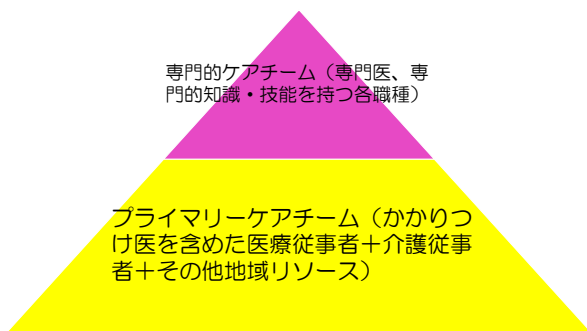 専門的ケアチーム（専門医、専
門的知識・技能を持つ各職種）
プライマリーケアチーム（かかりつ
け医を含めた医療従事者＋介護従事
者＋その他地域リソース）